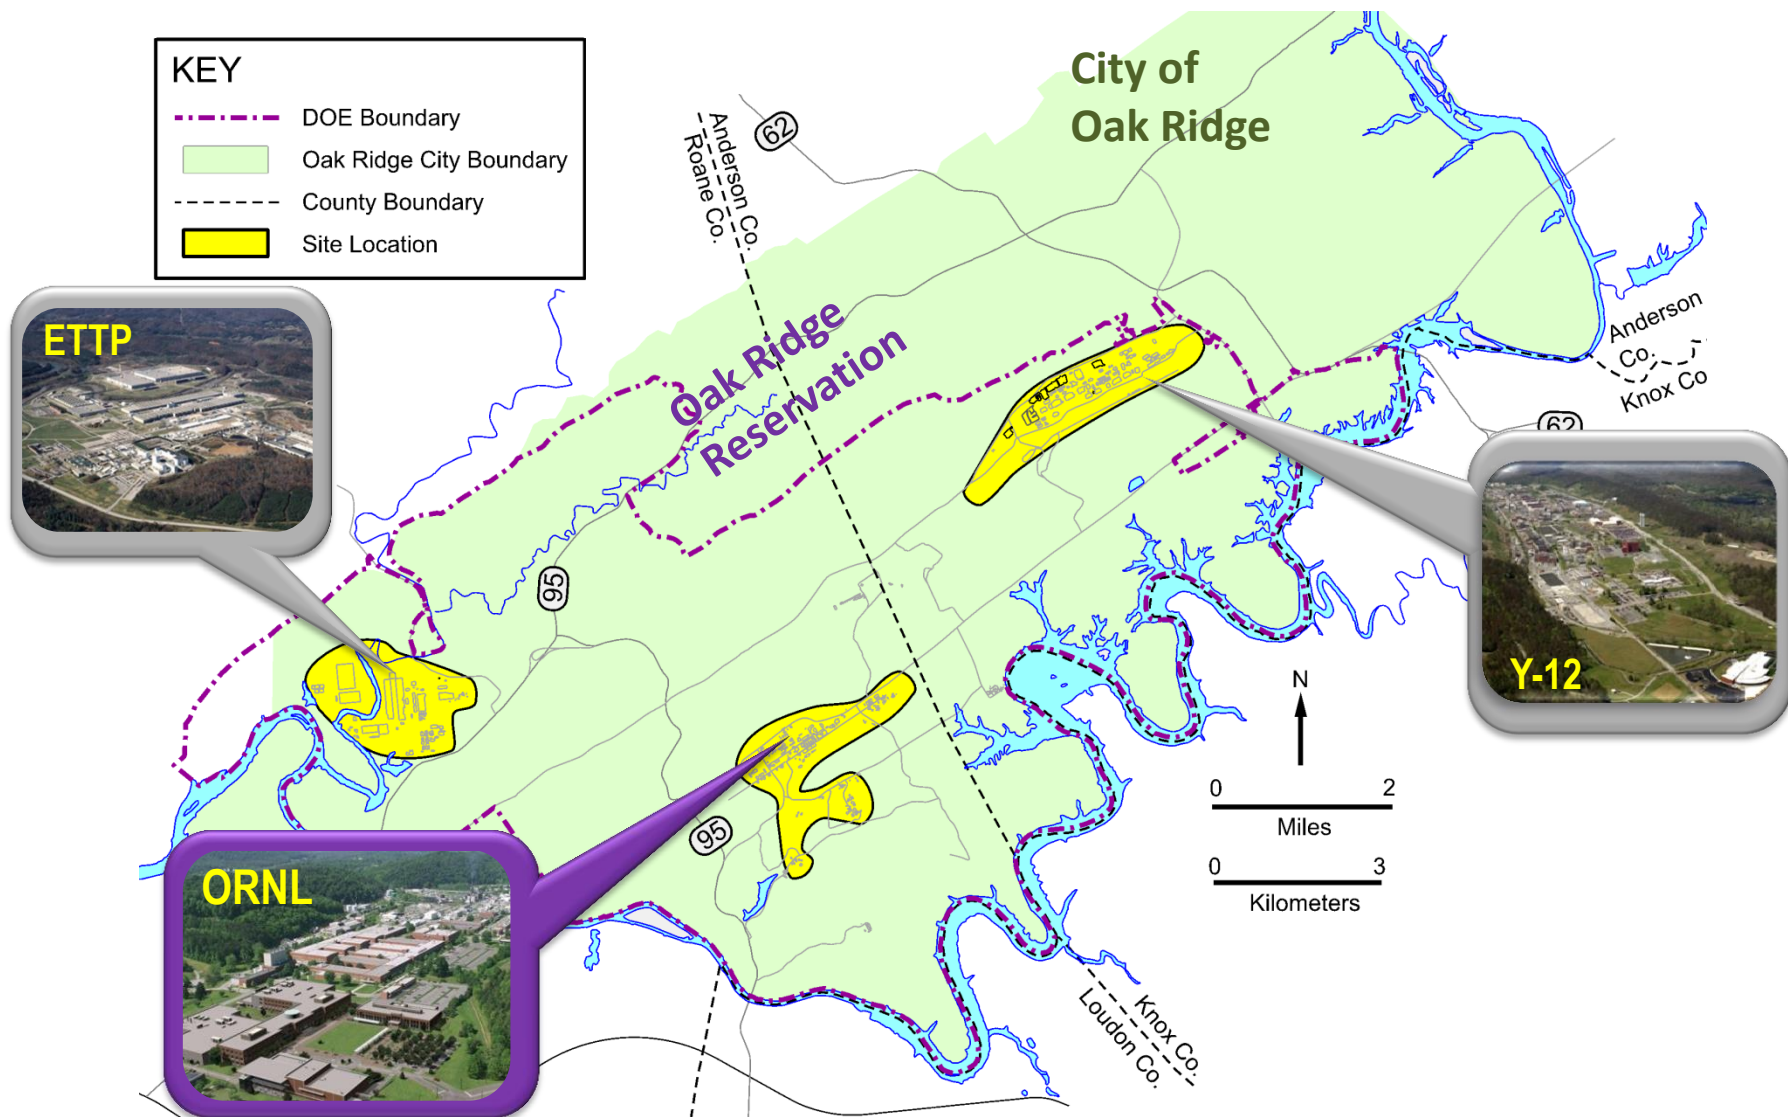 KEY
DOE Boundary
Oak Ridge City Boundary
County Boundary
Site Location
City of
Oak Ridge
62
Anderson Co.
Roane Co.
Oak Ridge
Reservation
ETTP
Anderson
Co.
Knox Co
62
95
Y-12
N
0 2
Miles
0 3
Kilometers
95
ORNL
Knox Co.
Loudon Co.